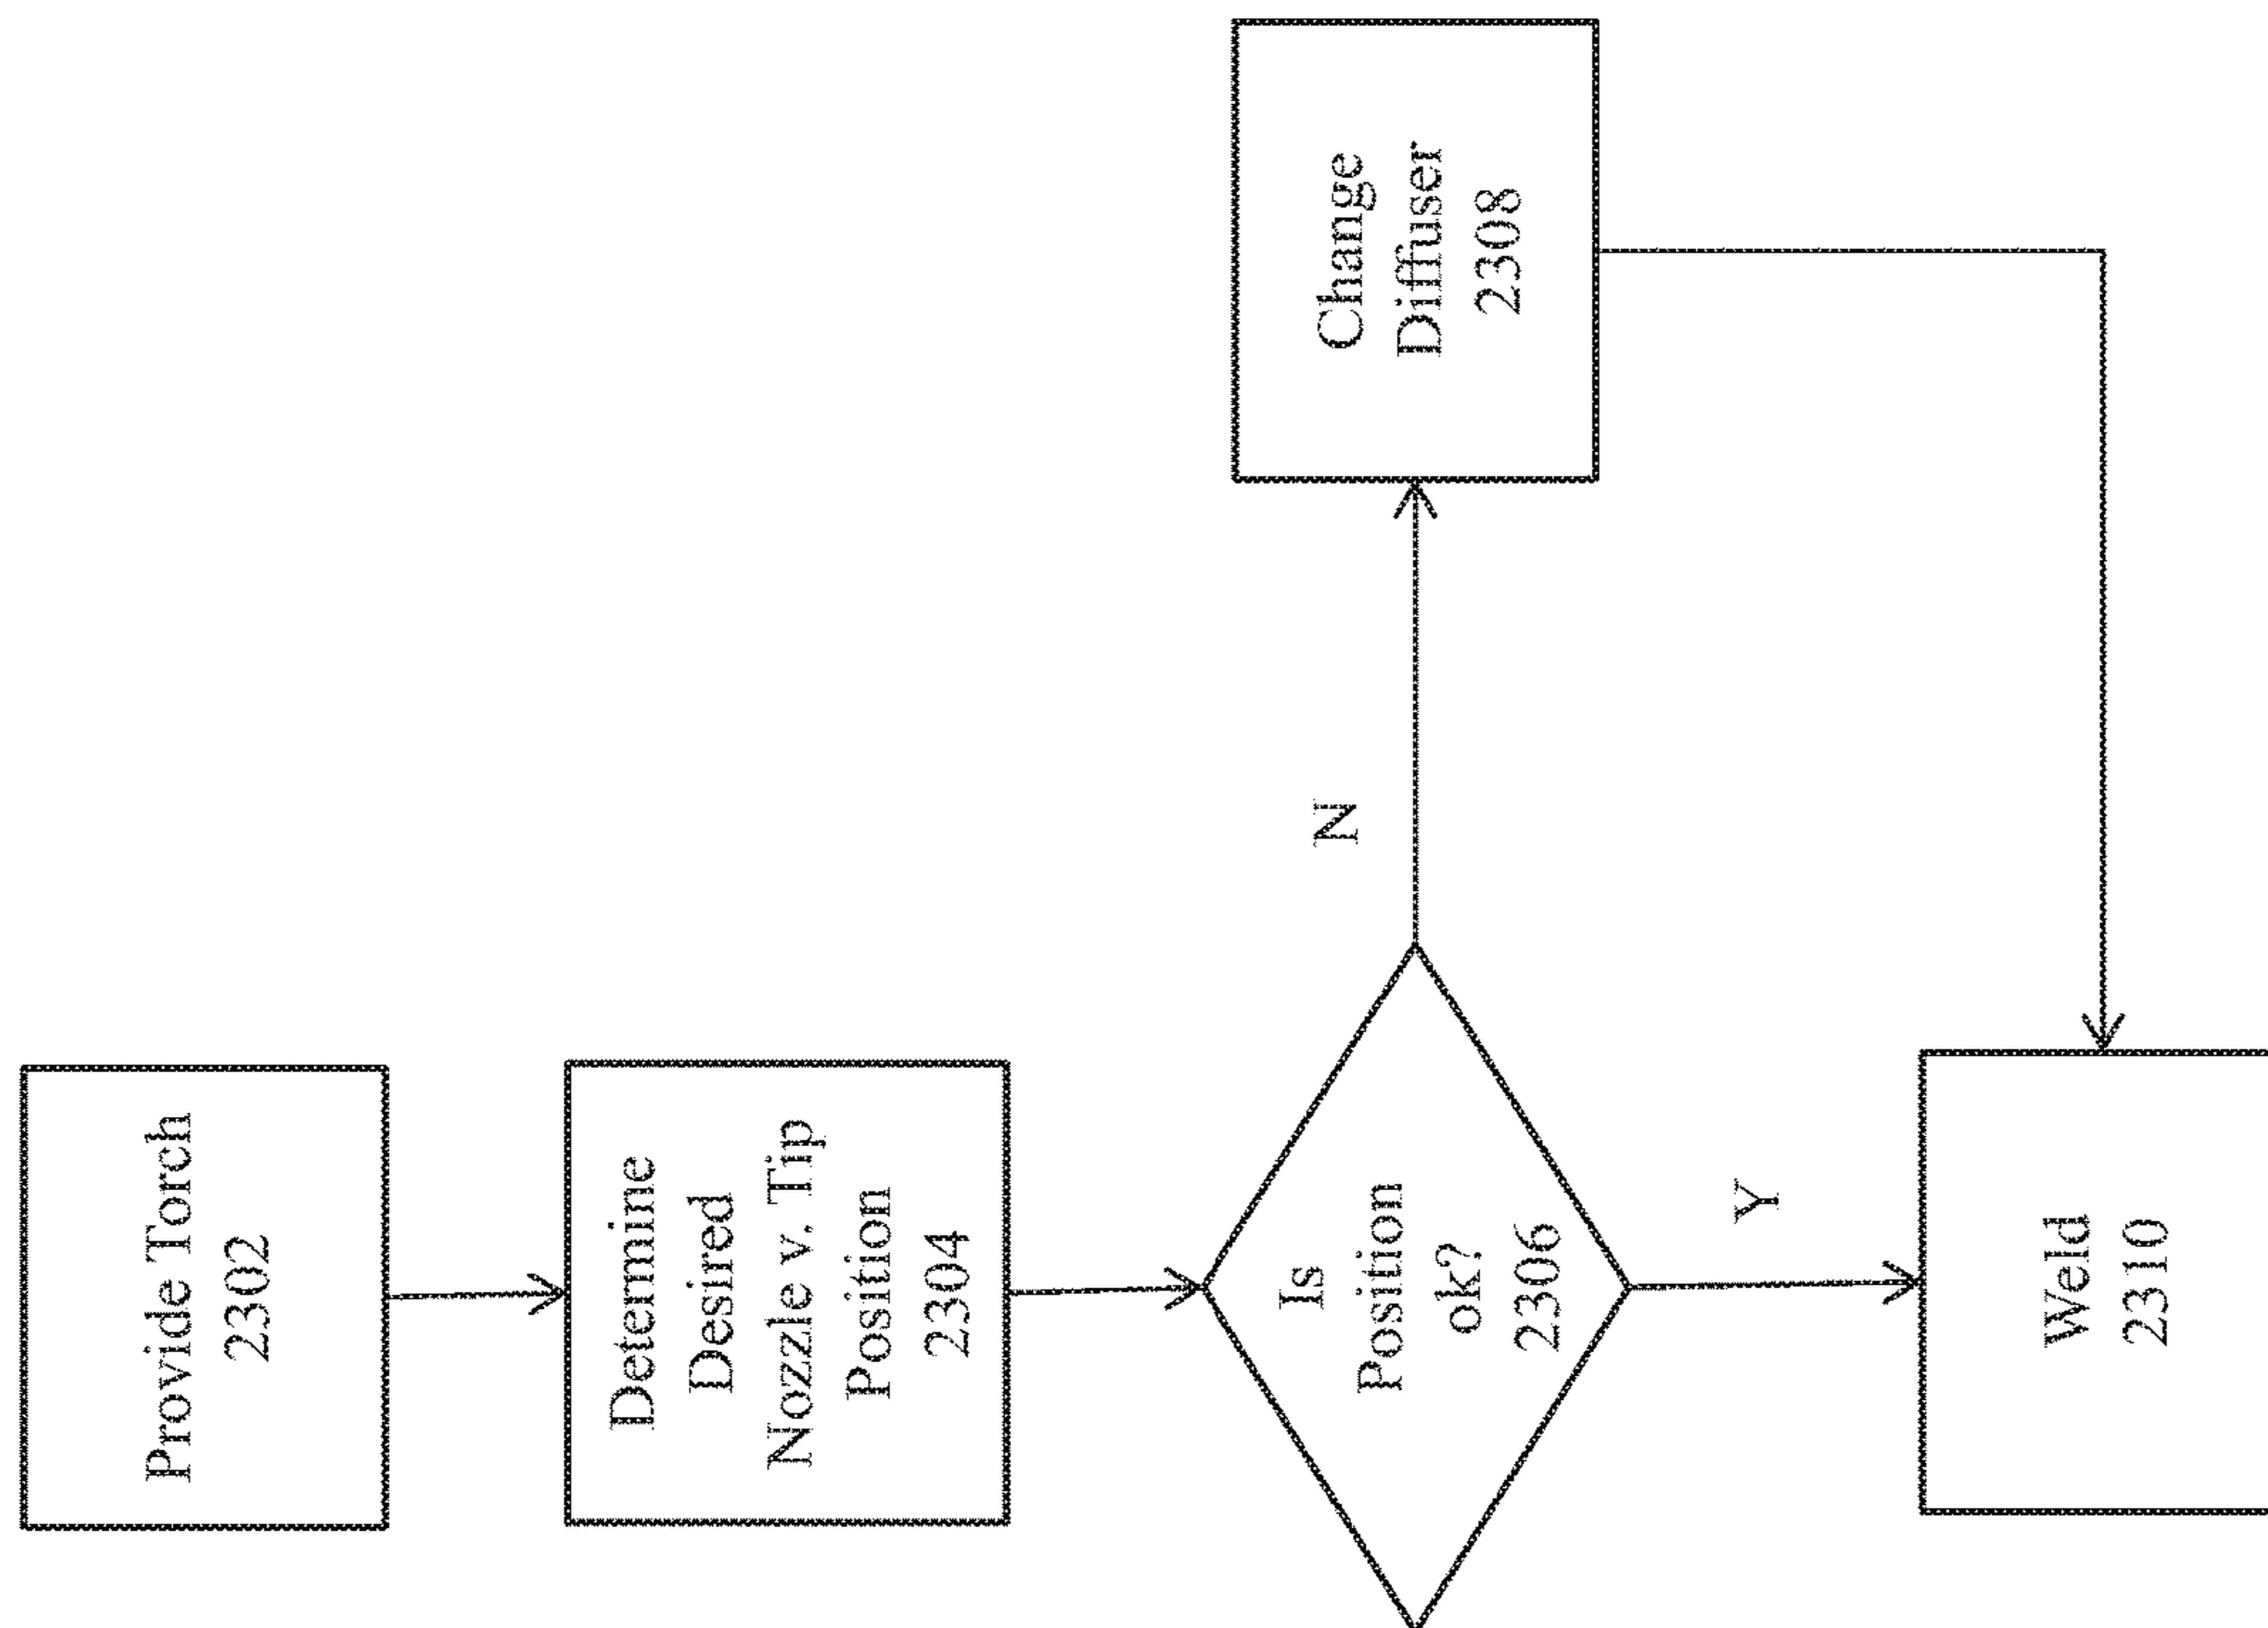 Provide Torch
2302
Determine
Desired
Nozzle v. Tip
Position
2304
Is
Position
ok?
2306
N
Change
Diffuser
2308
Y
Weld
2310